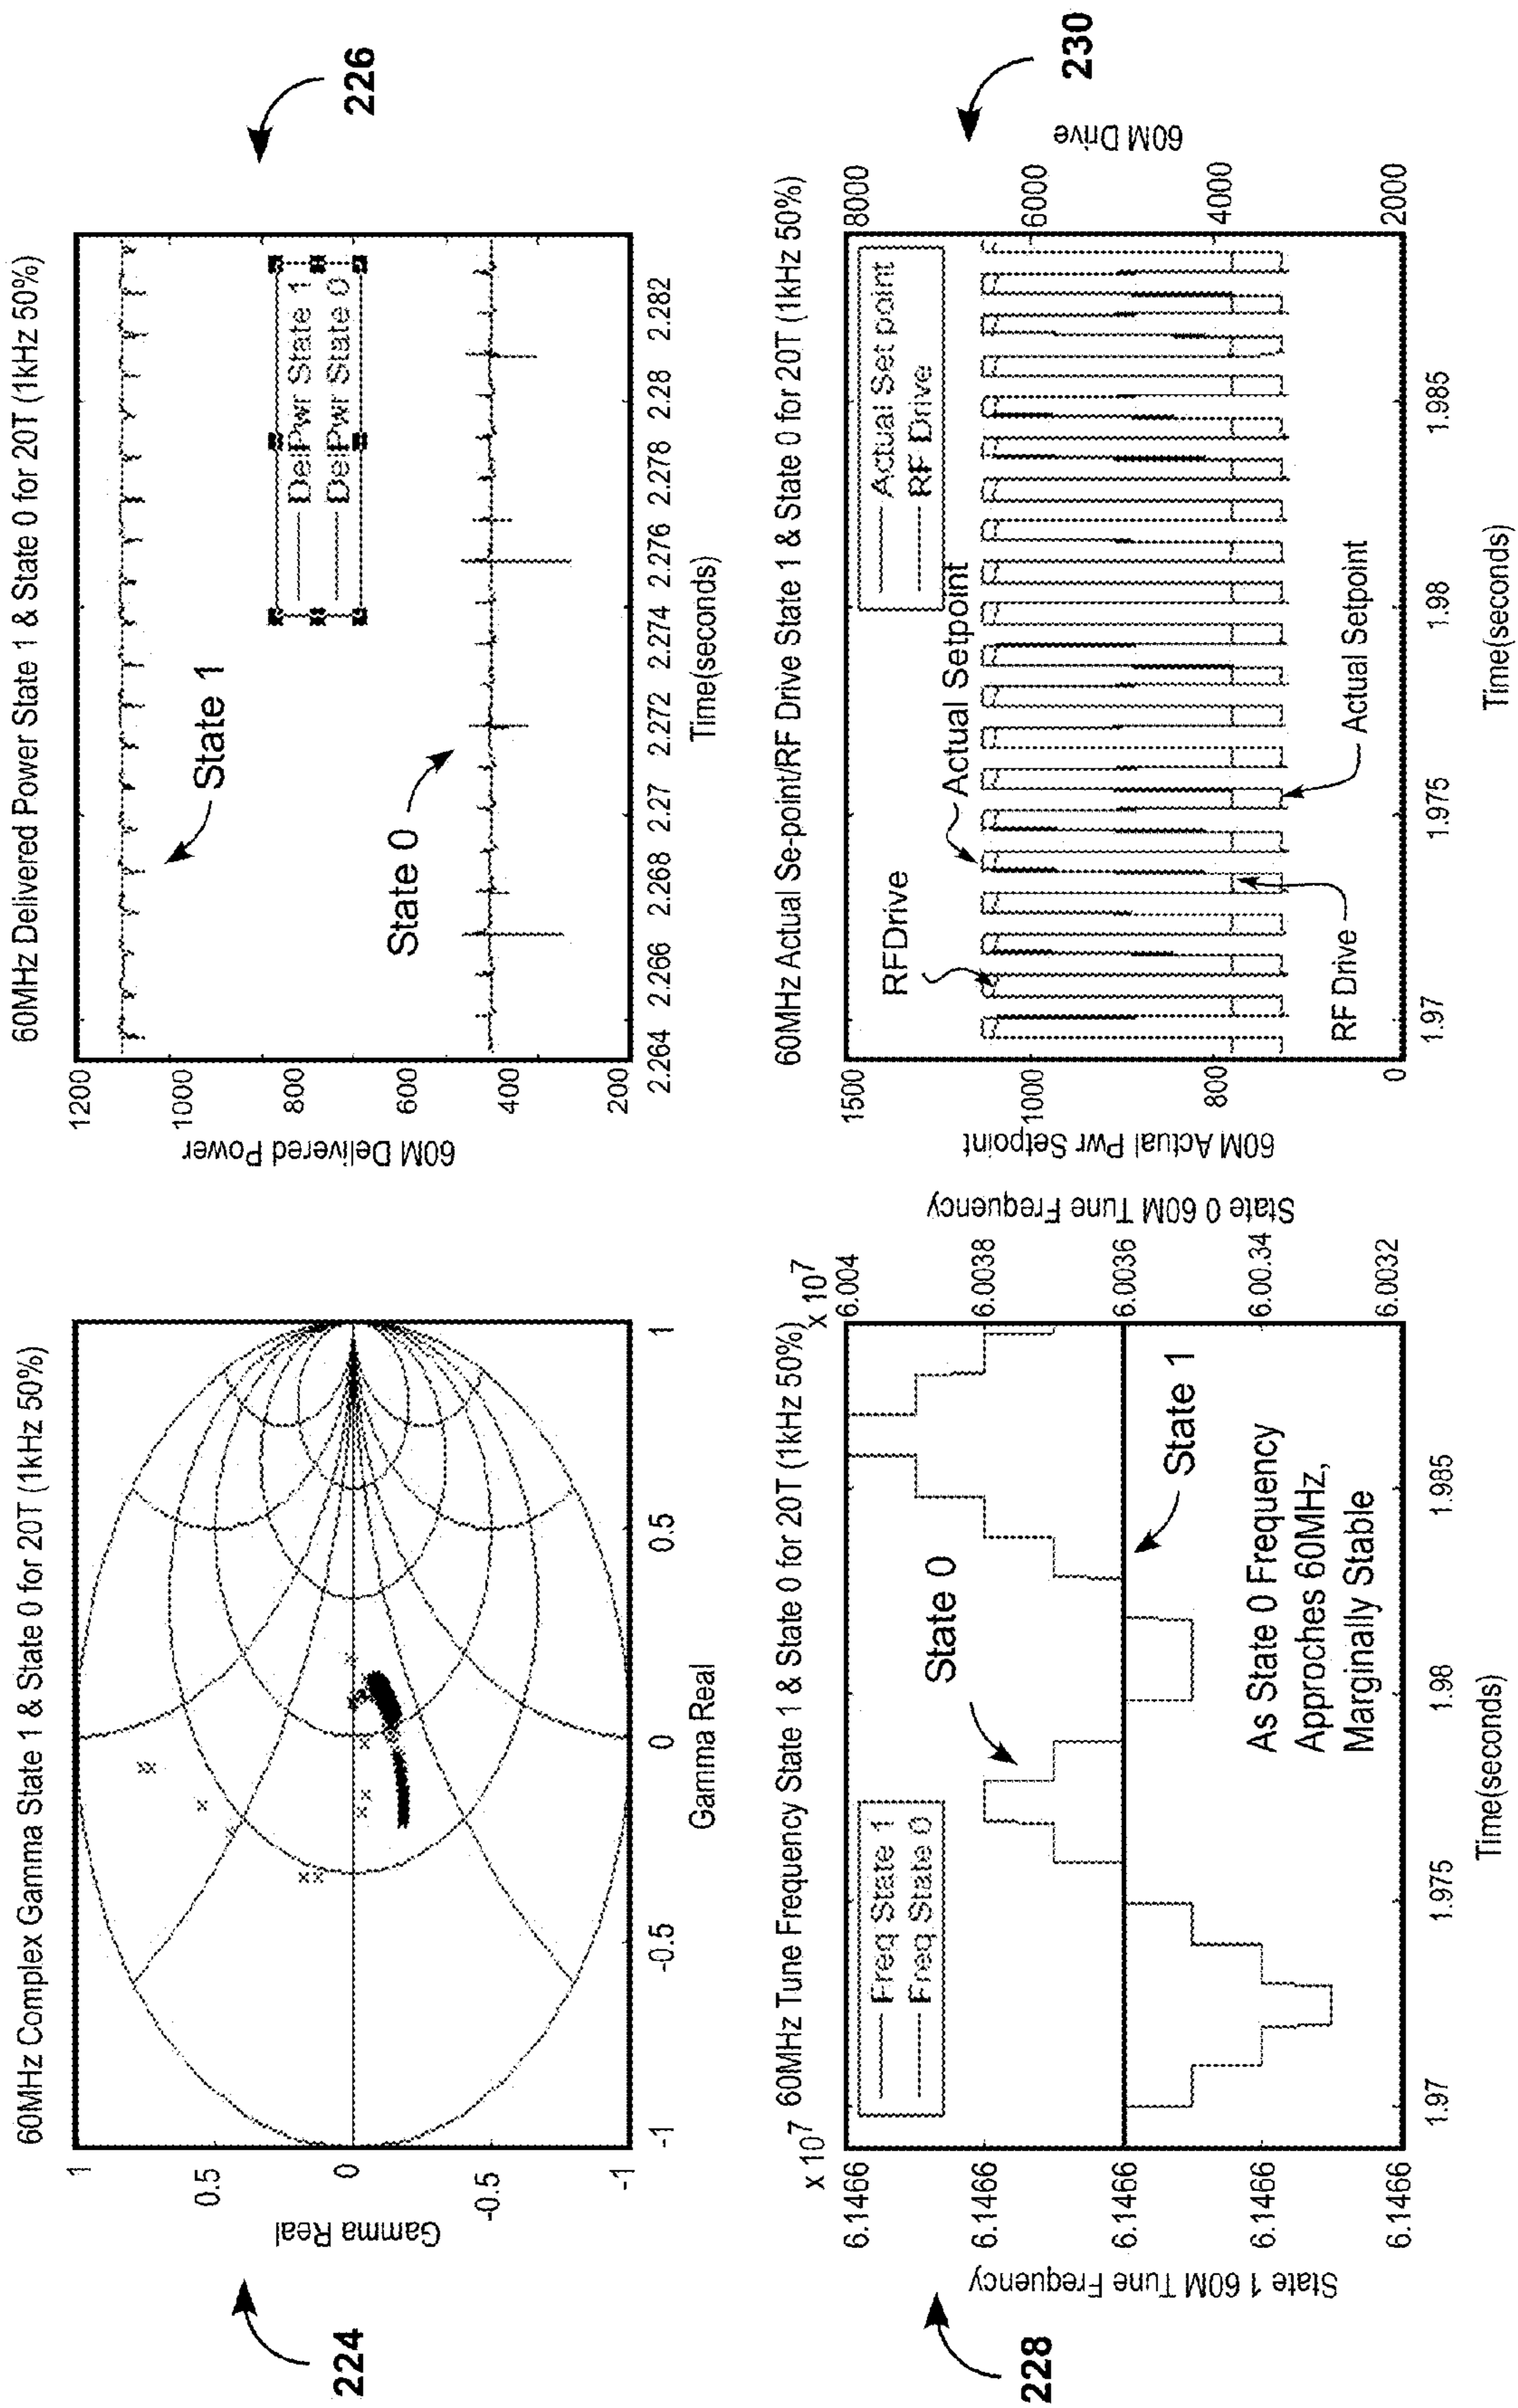 60MHz Complex Gamma State 1 & State 0 for 20T (1kHz 50%)
1
0.5
0
-0.5
-1
Gamma Real
-1
-0.5
0
0.5
1
Gamma Real
224
60MHz Delivered Power State 1 & State 0 for 20T (1kHz 50%)
1200
1000
800
600
400
200
60M Delivered Power
State 1
State 0
DelPwr State 1
DelPwr State 0
2.264
2.266
2.268
2.27
2.272
2.274
2.276
2.278
2.28
2.282
Time(seconds)
226
60MHz Tune Frequency State 1 & State 0 for 20T (1kHz 50%)
x 10⁷
x 10⁷
6.1466
6.1466
6.1466
6.1466
6.1466
State 1 60M Tune Frequency
Freq State 1
Freq State 0
State 0
State 1
As State 0 Frequency
Approches 60MHz,
Marginally Stable
6.004
6.0038
6.0036
6.00.34
6.0032
State 0 60M Tune Frequency
1.97
1.975
1.98
1.985
Time(seconds)
228
60MHz Actual Se-point/RF Drive State 1 & State 0 for 20T (1kHz 50%)
1500
1000
800
0
60M Actual Pwr Setpoint
RFDrive
Actual Setpoint
Actual Set point
RF Drive
RF Drive
Actual Setpoint
8000
6000
4000
2000
60M Drive
1.97
1.975
1.98
1.985
Time(seconds)
230